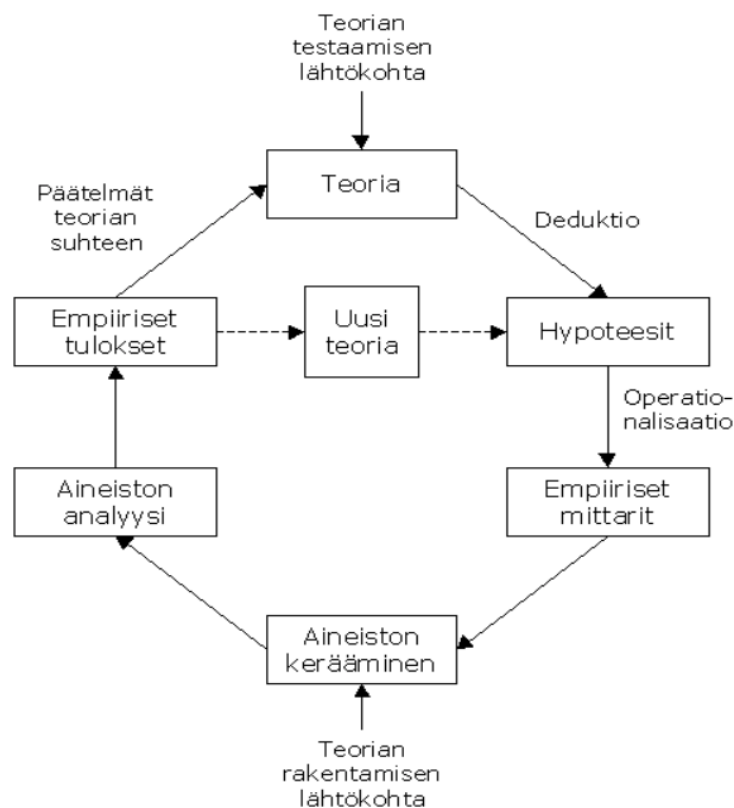 Teorian
testaamisen
lähtökohta
Teoria
Päätelmät
teorian
suhteen
Deduktio
Empiiriset
tulokset
Uusi
teoria
Hypoteesit
Operatio-
nalisaatio
Aineiston
analyysi
Empiiriset
mittarit
Aineiston
kerääminen
Teorian
rakentamisen
lähtökohta